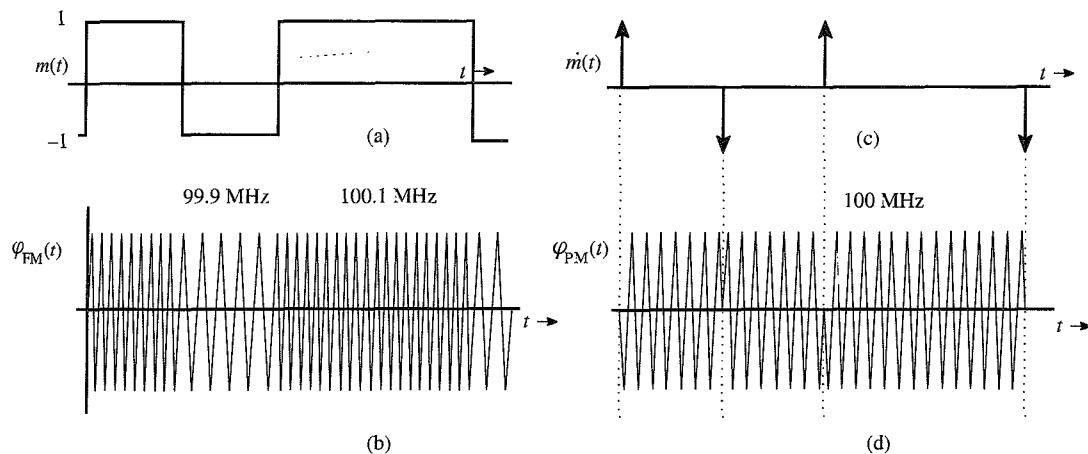 1
m(t)
t →
−1
(a)
ṁ(t)
t →
(c)
99.9 MHz 100.1 MHz
φFM(t)
t →
(b)
100 MHz
φPM(t)
t →
(d)